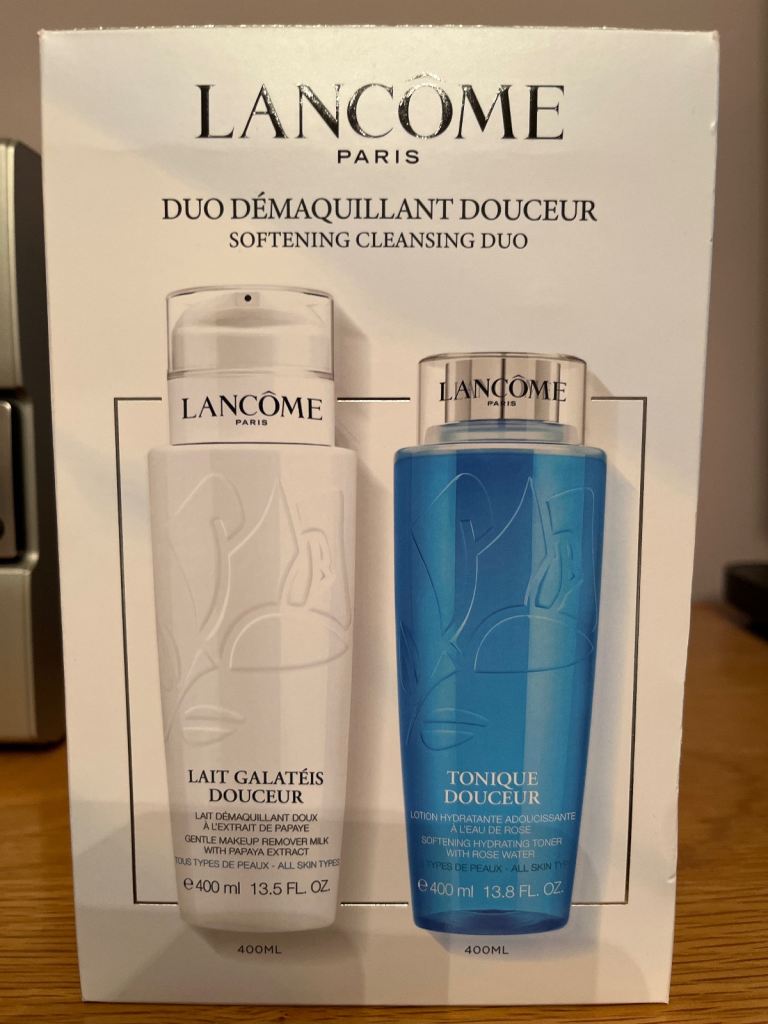 LANCÔME
PARIS
DUO DÉMAQUILLANT DOUCEUR
SOFTENING CLEANSING DUO
LANCÔME
PARIS
LAIT GALATÉIS
DOUCEUR
LAIT DÉMAQUILLANT DOUX
À L'EXTRAIT DE PAPAYE
GENTLE MAKEUP REMOVER MILK
WITH PAPAYA EXTRACT
TOUS TYPES DE PEAUX - ALL SKIN TYPES
℮400 ml 13.5 FL. OZ.
400ML
LANCÔME
PARIS
TONIQUE
DOUCEUR
LOTION HYDRATANTE ADOUCISSANTE
À L'EAU DE ROSE
SOFTENING HYDRATING TONER
WITH ROSE WATER
TYPES DE PEAUX - ALL SKIN
℮400 ml 13.8 FL. OZ.
400ML